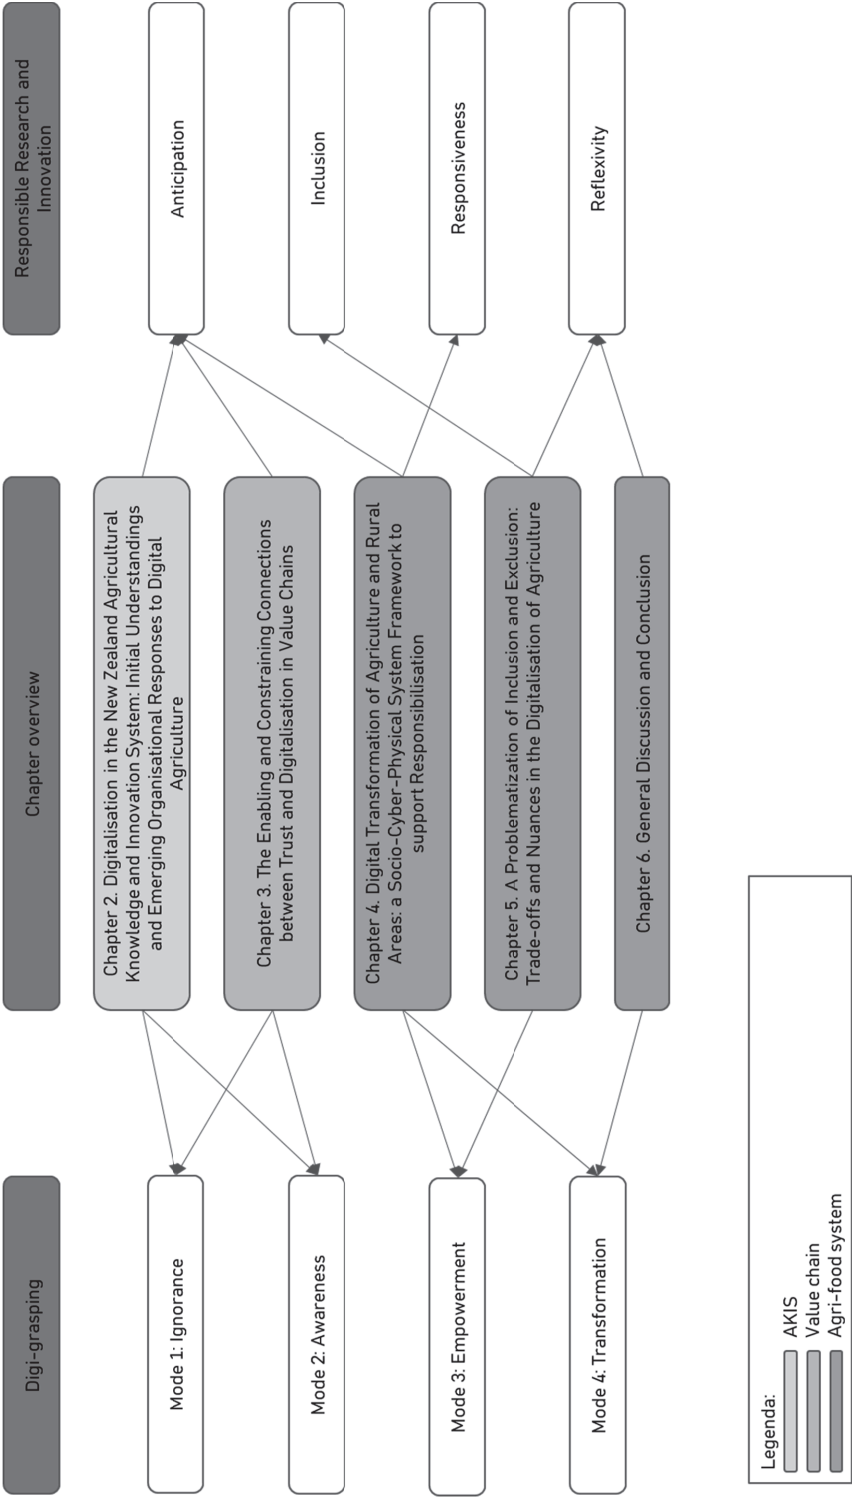 Digi-grasping
Chapter overview
Responsible Research and
Innovation
Mode 1: Ignorance
Mode 2: Awareness
Mode 3: Empowerment
Mode 4: Transformation
Chapter 2. Digitalisation in the New Zealand Agricultural
Knowledge and Innovation System: Initial Understandings
and Emerging Organisational Responses to Digital
Agriculture
Chapter 3. The Enabling and Constraining Connections
between Trust and Digitalisation in Value Chains
Chapter 4. Digital Transformation of Agriculture and Rural
Areas: a Socio-Cyber-Physical System Framework to
support Responsibilisation
Chapter 5. A Problematization of Inclusion and Exclusion:
Trade-offs and Nuances in the Digitalisation of Agriculture
Chapter 6. General Discussion and Conclusion
Anticipation
Inclusion
Responsiveness
Reflexivity
Legenda:
AKIS
Value chain
Agri-food system